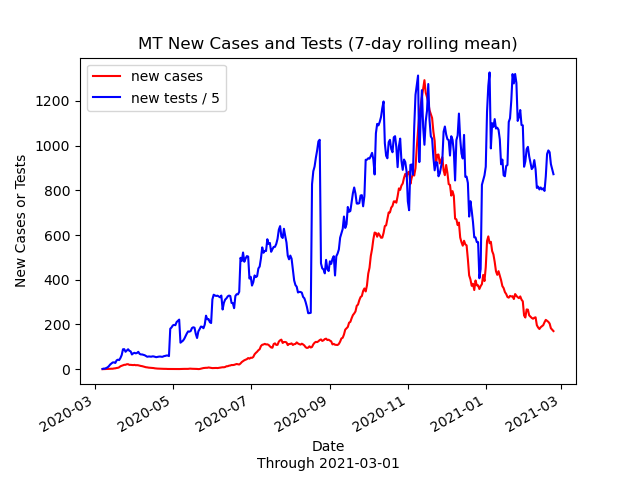 MT New Cases and Tests (7-day rolling mean)
new cases
new tests / 5
New Cases or Tests
1200
1000
800
600
400
200
0
2020-03
2020-05
2020-07
2020-09
2020-11
2021-01
2021-03
Date
Through 2021-03-01